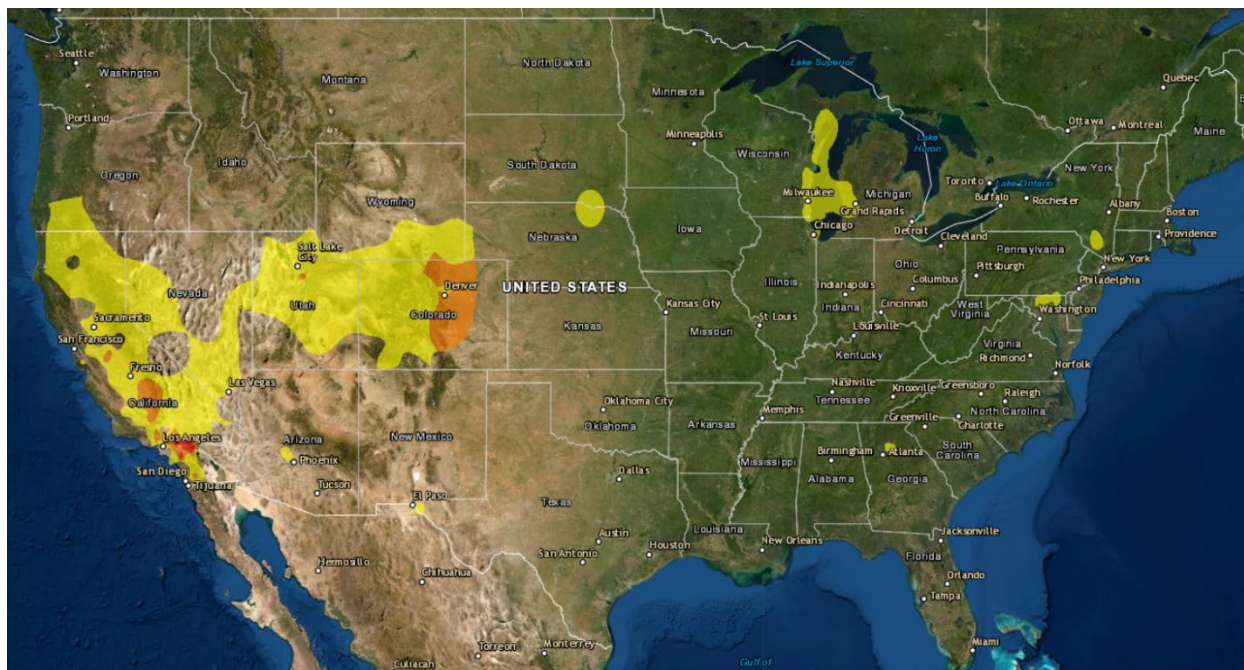 Seattle
Washington
Portland
Oregon
Idaho
Montana
North Dakota
South Dakota
Minnesota
Minneapolis
Lake Superior
Wisconsin
Milwaukee
Michigan
Grand Rapids
Lake
Huron
Quebec
Ottawa
Montreal
Maine
Toronto
Lake Ontario
New York
Buffalo
Rochester
Albany
Boston
Providence
Wyoming
Nebraska
Iowa
Chicago
Detroit
Cleveland
Pennsylvania
Pittsburgh
New York
Philadelphia
Salt Lake
City
Nevada
Utah
Denver
Colorado
UNITED STATES
Kansas
Kansas City
Illinois
Indianapolis
Indiana
Ohio
Columbus
Cincinnati
West
Virginia
Washington
Sacramento
San Francisco
Fresno
California
Las Vegas
Missouri
St Louis
Louisville
Kentucky
Virginia
Richmond
Norfolk
Los Angeles
San Diego
Tijuana
Arizona
Phoenix
Tucson
New Mexico
El Paso
Oklahoma City
Oklahoma
Arkansas
Memphis
Nashville
Tennessee
Knoxville
Greensboro
Raleigh
North Carolina
Greenville
Charlotte
South
Carolina
Dallas
Texas
Austin
San Antonio
Houston
Louisiana
New Orleans
Mississippi
Birmingham
Alabama
Atlanta
Georgia
Jacksonville
Florida
Orlando
Tampa
Miami
Hermosillo
Chihuahua
Torreón
Monterrey
Culiacan
Gulf of